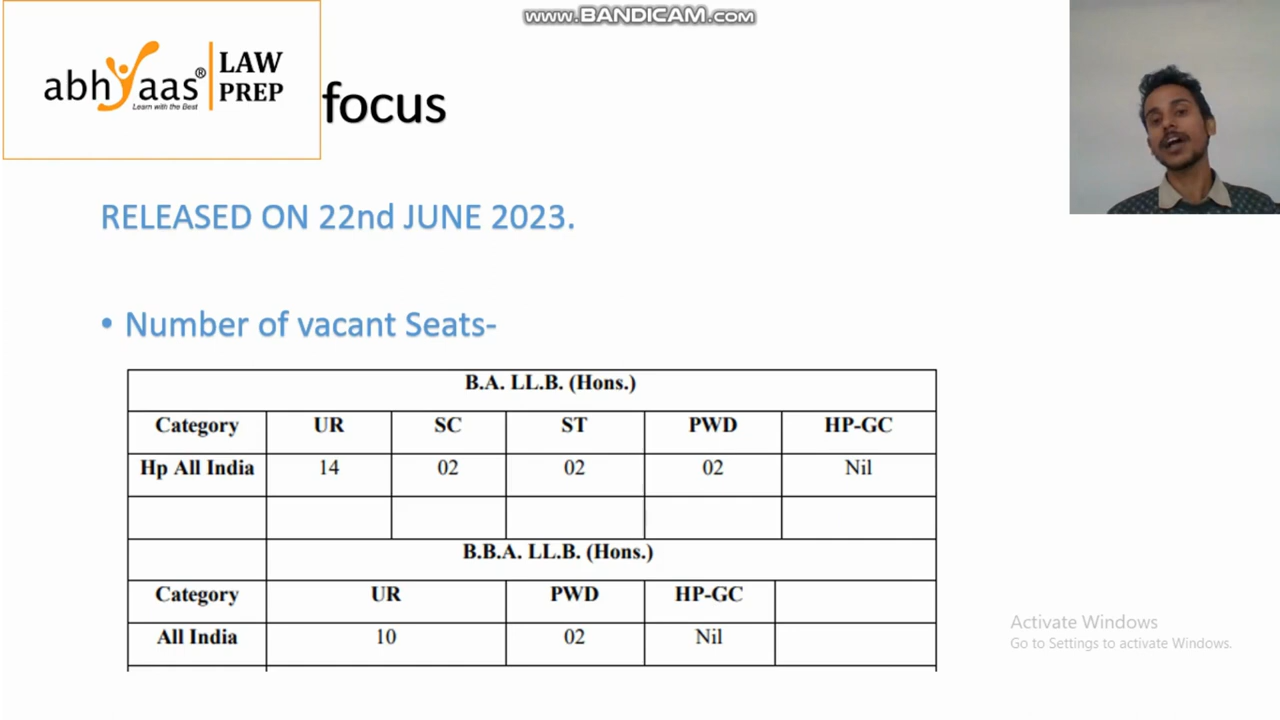 www.BANDICAM.com
abhyaas® LAW PREP
Learn with the Best
focus
RELEASED ON 22nd JUNE 2023.
• Number of vacant Seats-
B.A. LL.B. (Hons.)
Category UR SC ST PWD HP-GC
Hp All India 14 02 02 02 Nil
B.B.A. LL.B. (Hons.)
Category UR PWD HP-GC
All India 10 02 Nil
Activate Windows
Go to Settings to activate Windows.